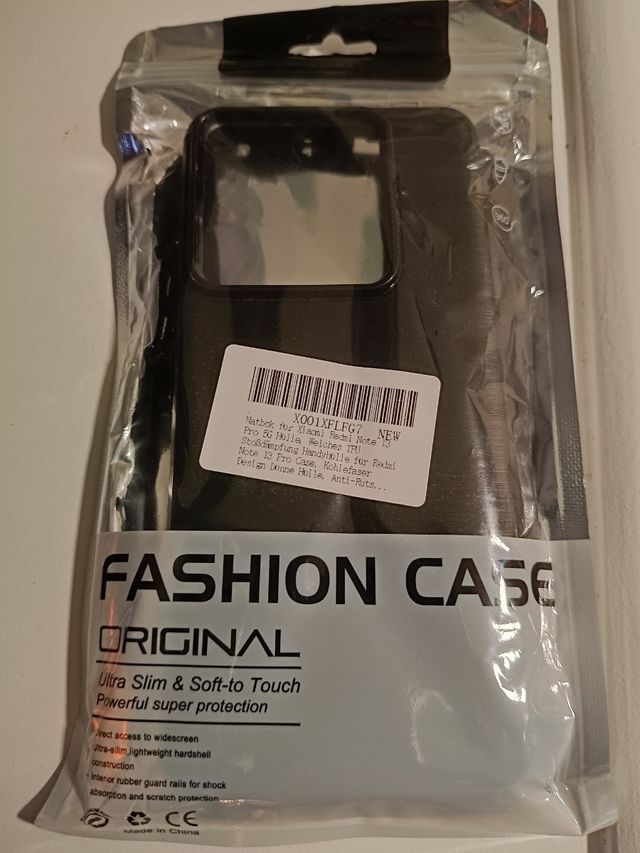 X001XFLFG7 NEW
Natbok für Xiaomi Redmi Note 13
Pro 5G Hülle, Weiches TPU
Stoßdämpfung Handyhülle für Redmi
Note 13 Pro Case, Kohlefaser
Design Dünne Hülle, Anti-Ruts...
FASHION CASE
ORIGINAL
Ultra Slim & Soft-to Touch
Powerful super protection
Direct access to widescreen
Ultra-silim,lightweight hardshell
construction
Interior rubber guard rails for shock
absorption and scratch protection
CE
Made in China